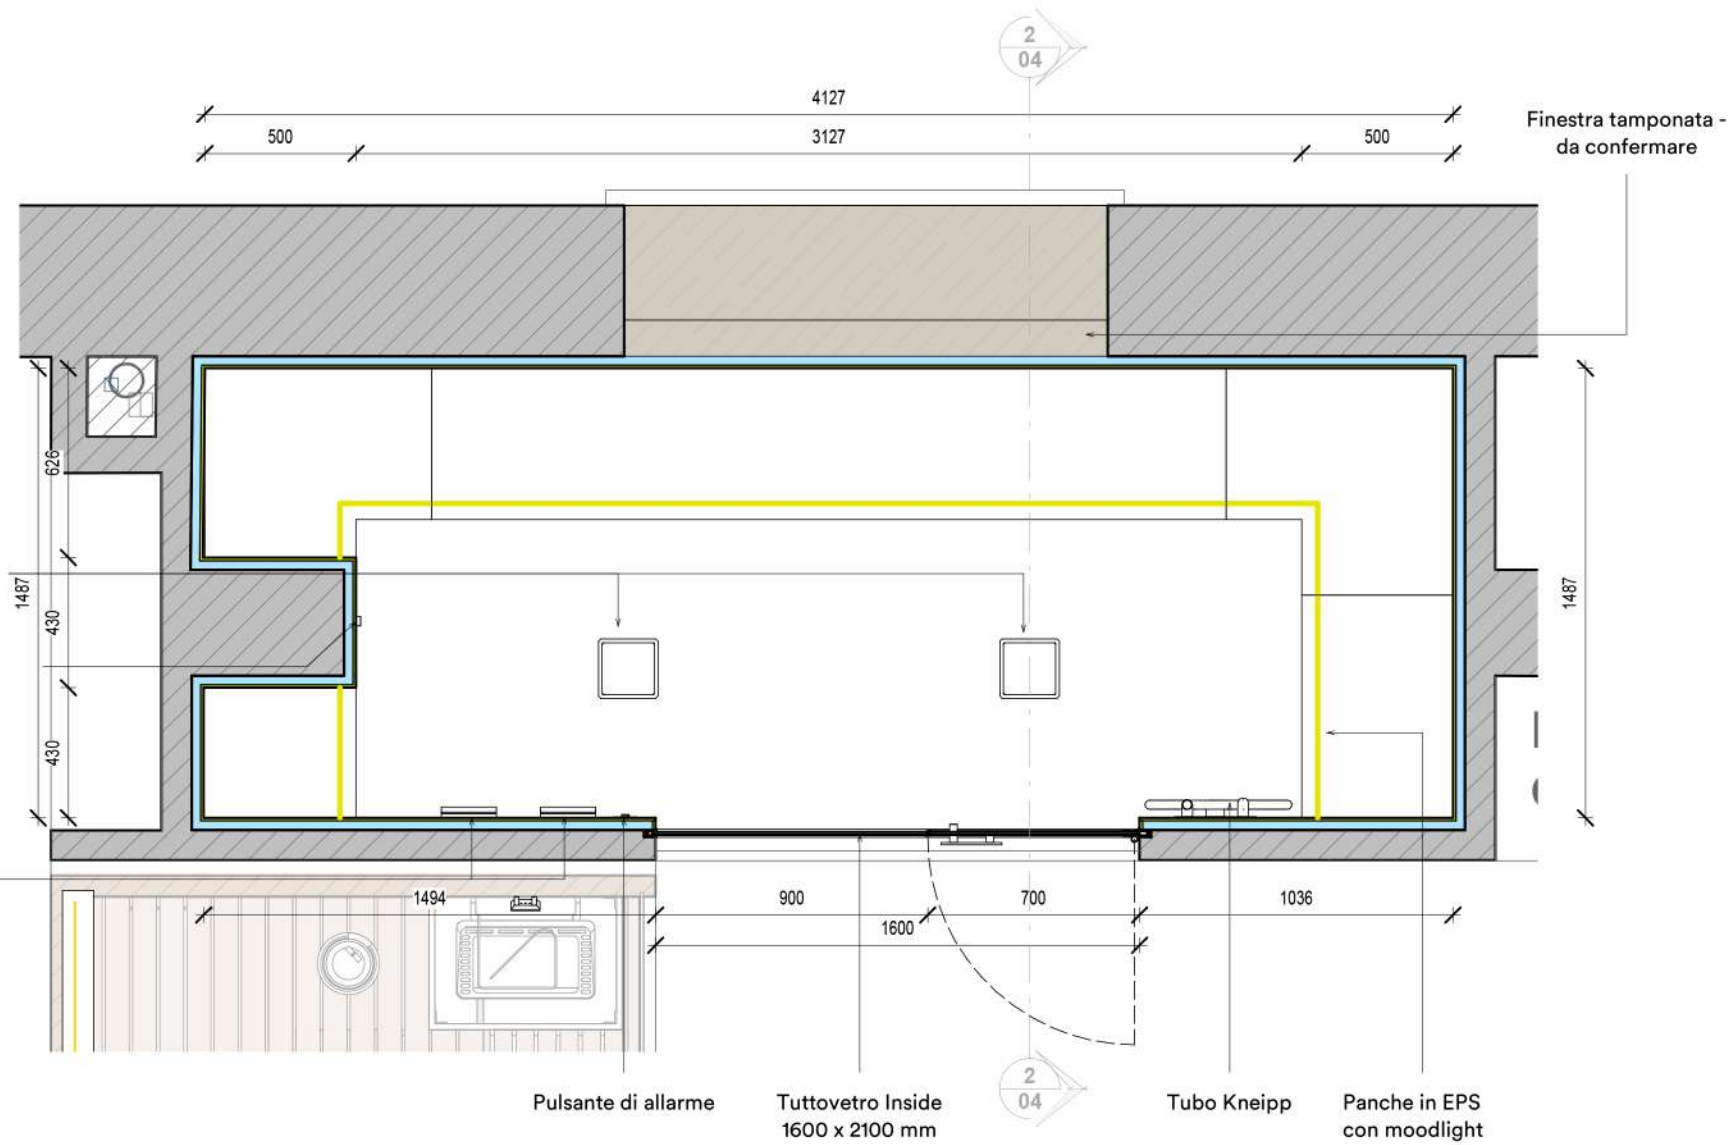 2
04
4127
500
3127
500
Finestra tamponata -
da confermare
626
1487
430
430
1487
1494
900
700
1036
1600
Pulsante di allarme
Tuttovetro Inside
1600 x 2100 mm
2
04
Tubo Kneipp
Panche in EPS
con moodlight